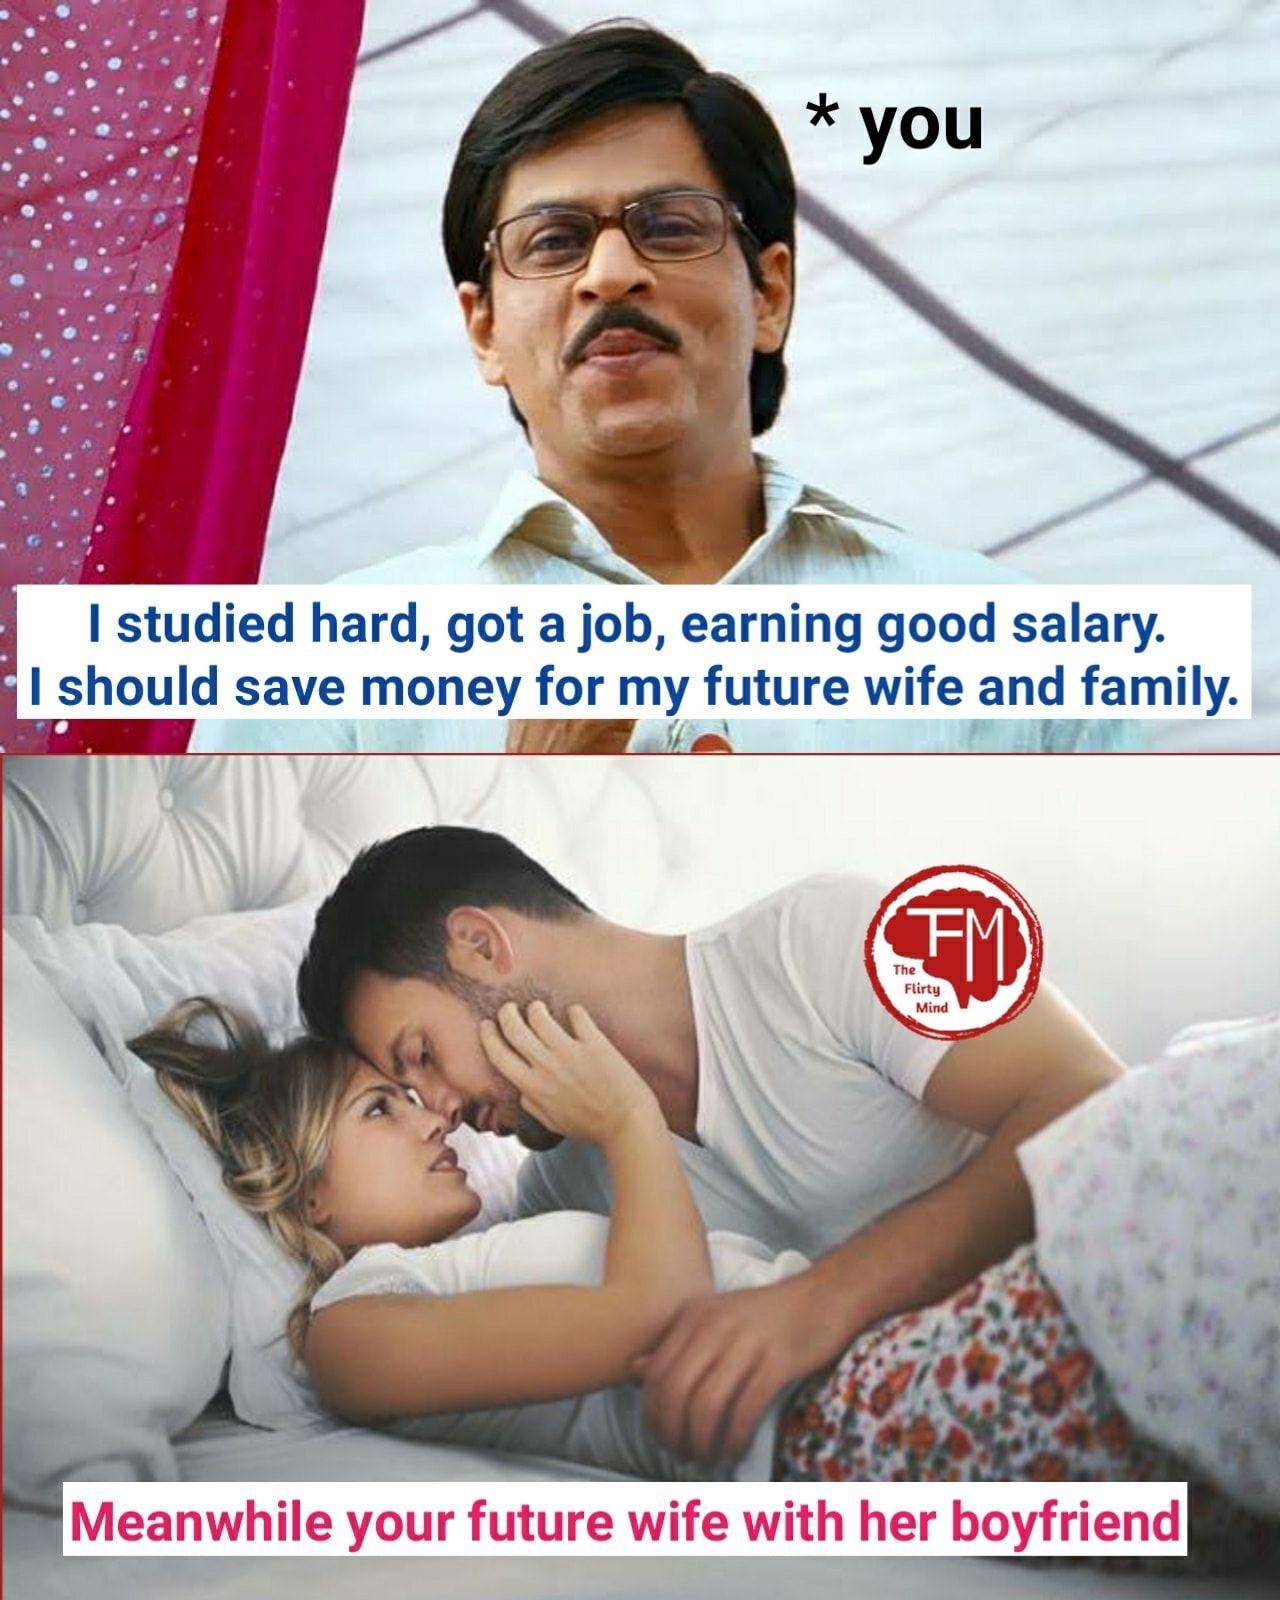 * you
I studied hard, got a job, earning good salary.
I should save money for my future wife and family.
FM
The
Flirty
Mind
Meanwhile your future wife with her boyfriend